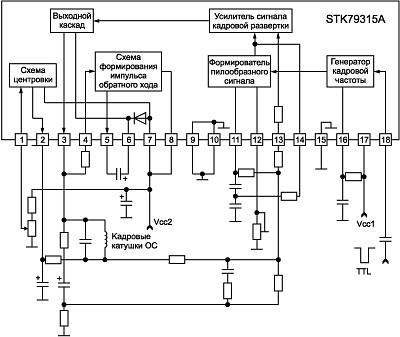 STK79315A
Выходной
каскад
Усилитель сигнала
кадровой развертки
Схема
центровки
Схема
формирования
импульса
обратного хода
Формирователь
пилообразного
сигнала
Генератор
кадровой
частоты
1 2 3 4 5 6 7 8 9 10 11 12 13 14 15 16 17 18
+
+
Vcc2
Vcc1
Кадровые
катушки ОС
TTL
+
+